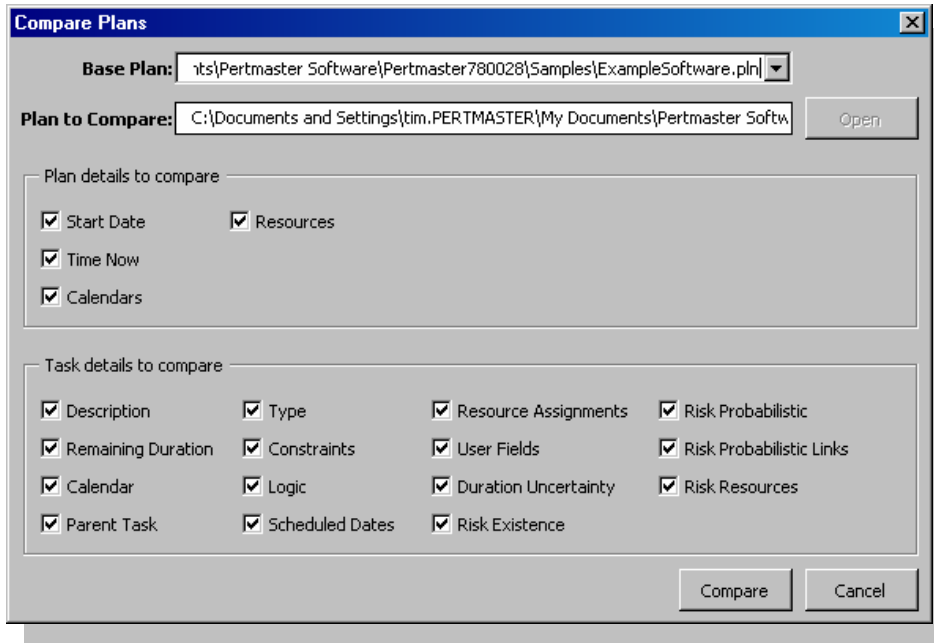 Compare Plans
Base Plan: nts\Pertmaster Software\Pertmaster780028\Samples\ExampleSoftware.pln
Plan to Compare: C:\Documents and Settings\tim.PERTMASTER\My Documents\Pertmaster Softw Open
Plan details to compare
Start Date Resources
Time Now
Calendars
Task details to compare
Description Type Resource Assignments Risk Probabilistic
Remaining Duration Constraints User Fields Risk Probabilistic Links
Calendar Logic Duration Uncertainty Risk Resources
Parent Task Scheduled Dates Risk Existence
Compare Cancel